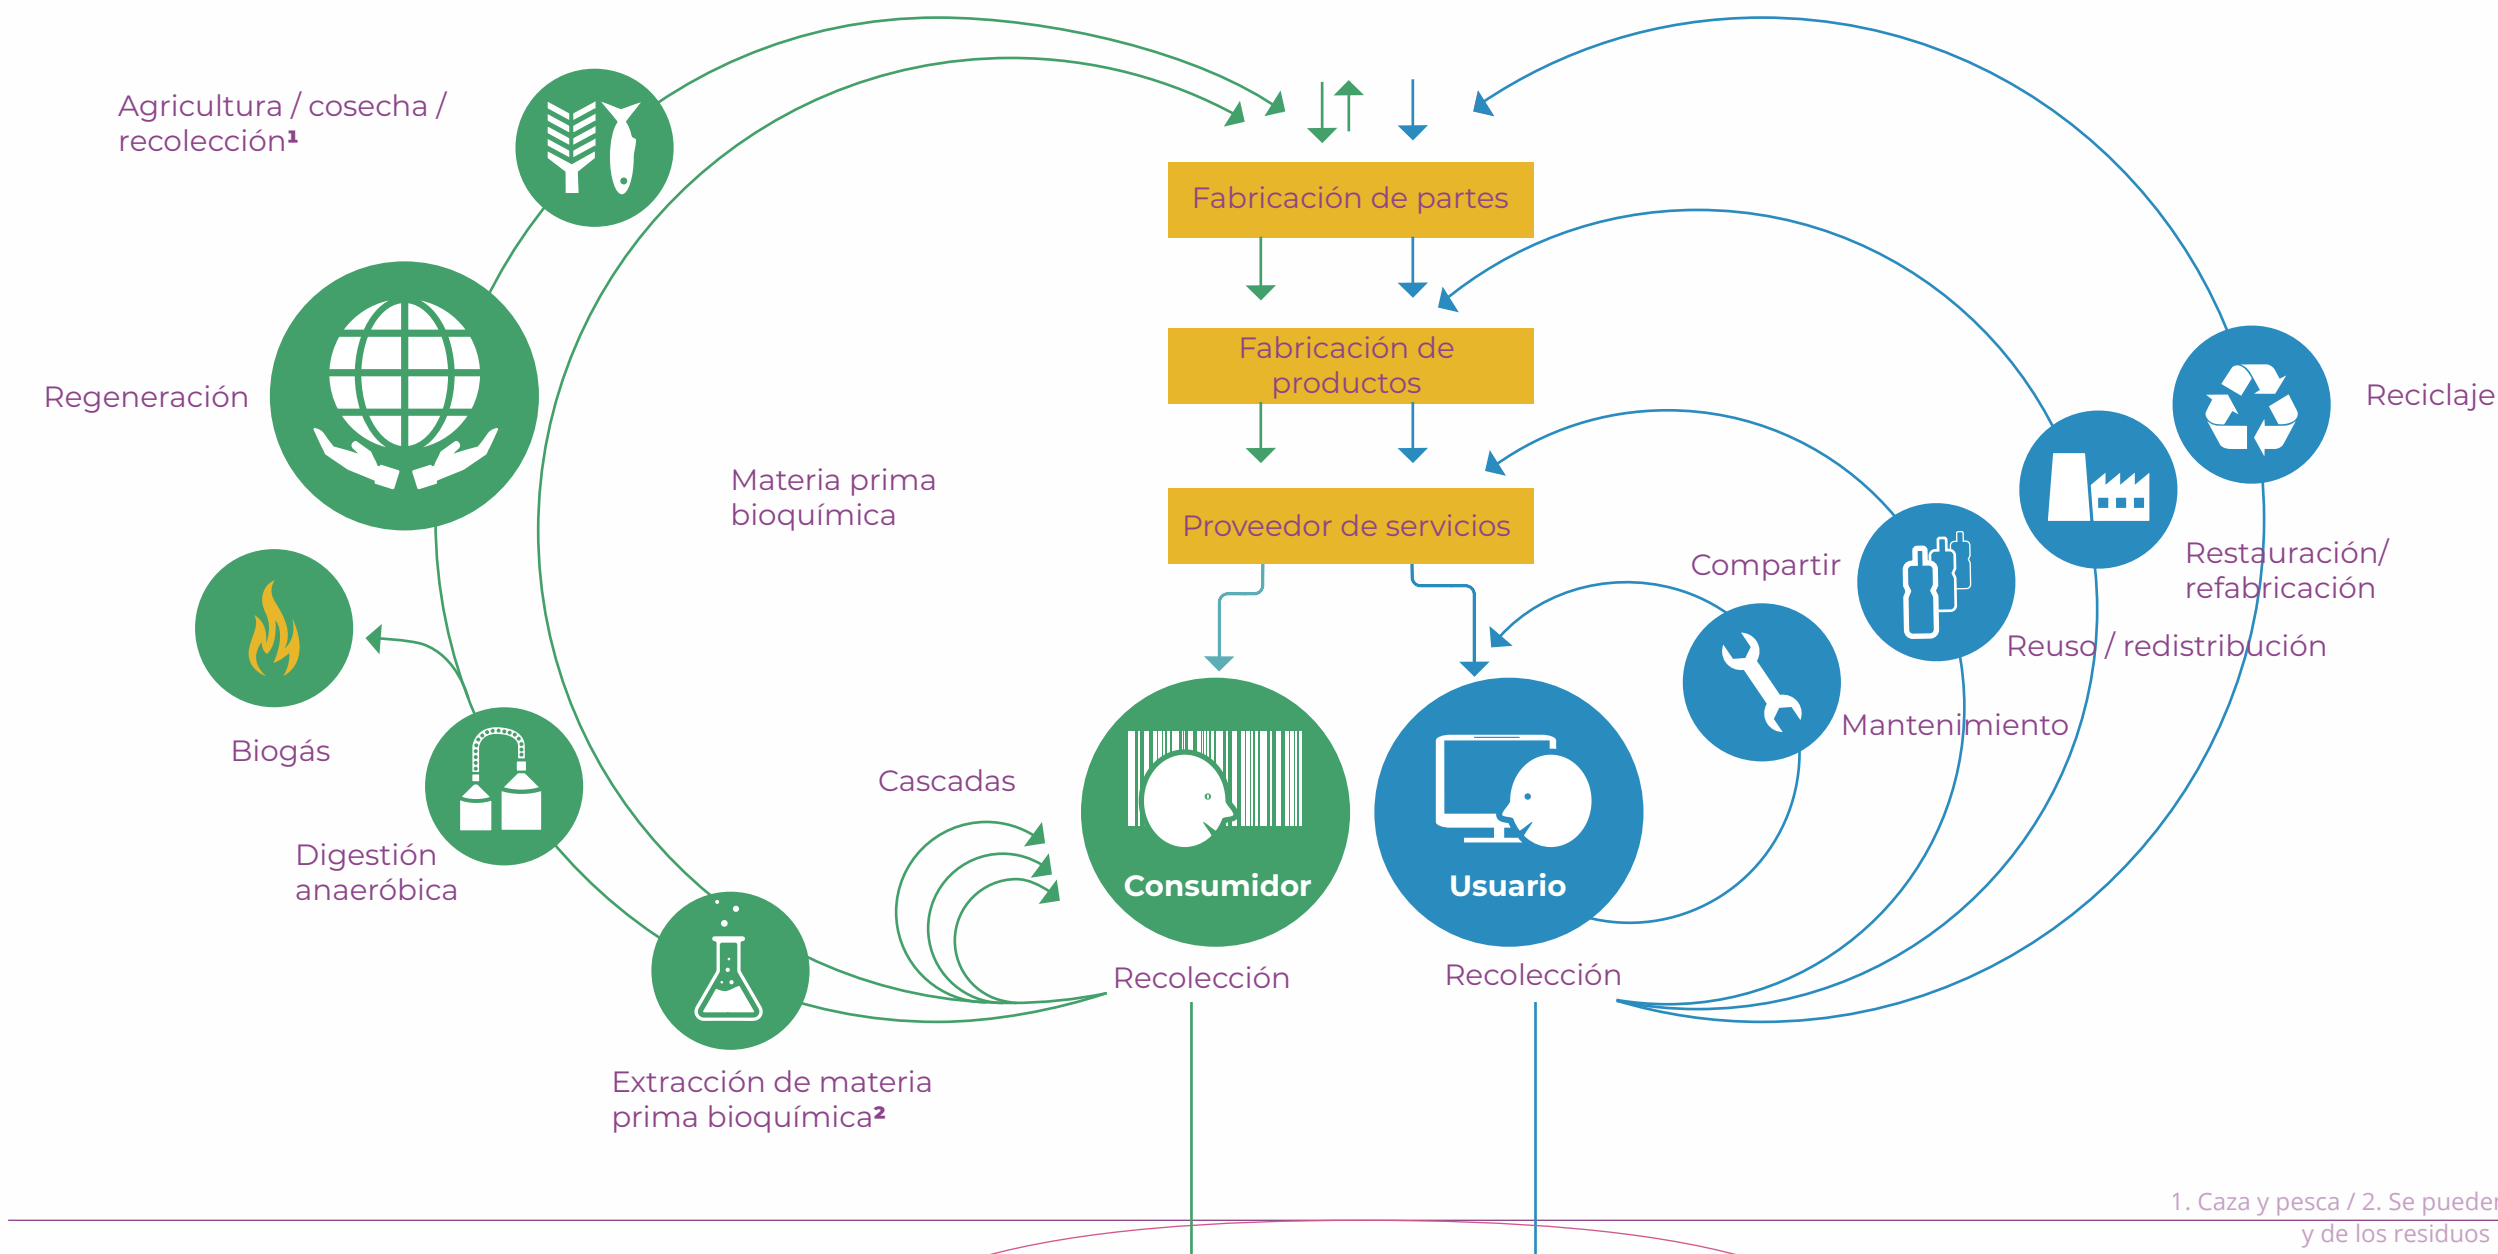 Agricultura / cosecha /
recolección¹
Fabricación de partes
Fabricación de
productos
Regeneración
Reciclaje
Materia prima
bioquímica
Proveedor de servicios
Compartir
Restauración/
refabricación
Reuso / redistribución
Mantenimiento
Biogás
Cascadas
Digestión
anaeróbica
Consumidor
Usuario
Recolección
Recolección
Extracción de materia
prima bioquímica²
1. Caza y pesca / 2. Se pueden
y de los residuos